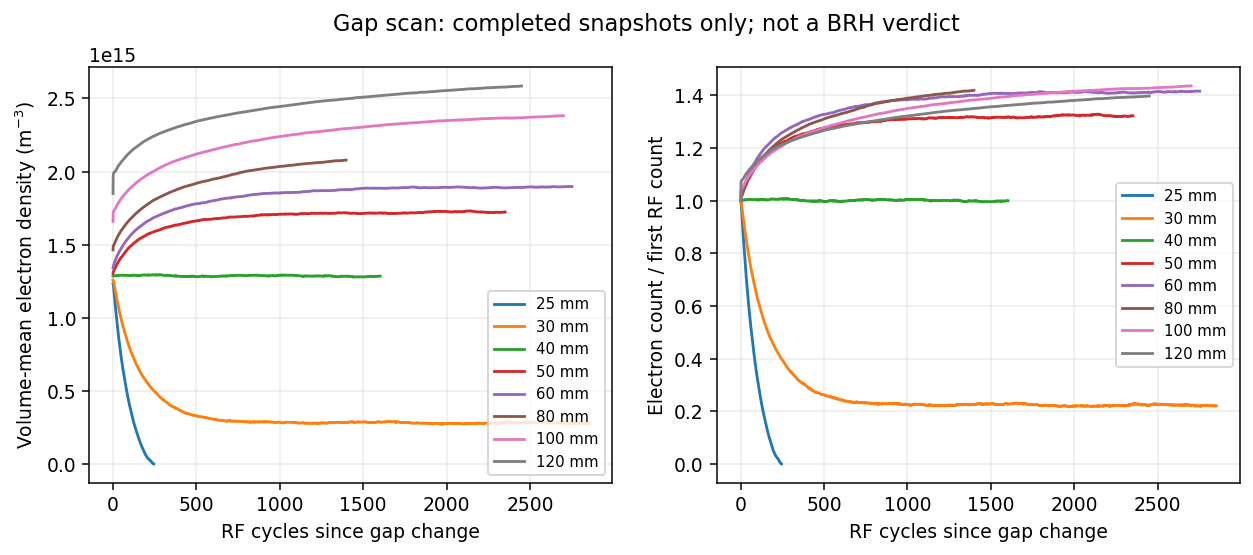 Gap scan: completed snapshots only; not a BRH verdict
1e15
Volume-mean electron density (m⁻³)
2.5
2.0
1.5
1.0
0.5
0.0
0 500 1000 1500 2000 2500
RF cycles since gap change
25 mm
30 mm
40 mm
50 mm
60 mm
80 mm
100 mm
120 mm
Electron count / first RF count
1.4
1.2
1.0
0.8
0.6
0.4
0.2
0.0
0 500 1000 1500 2000 2500
RF cycles since gap change
25 mm
30 mm
40 mm
50 mm
60 mm
80 mm
100 mm
120 mm